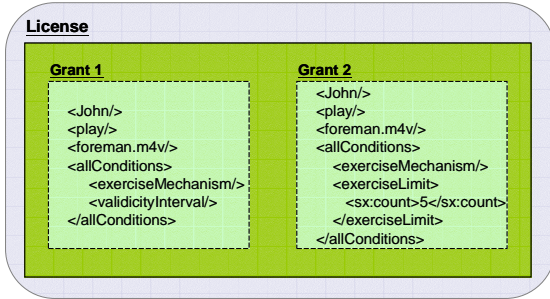 License
Grant 1
<John/>
<play/>
<foreman.m4v/>
<allConditions>
<exerciseMechanism/>
<validicityInterval/>
</allConditions>
Grant 2
<John/>
<play/>
<foreman.m4v/>
<allConditions>
<exerciseMechanism/>
<exerciseLimit>
<sx:count>5</sx:count>
</exerciseLimit>
</allConditions>